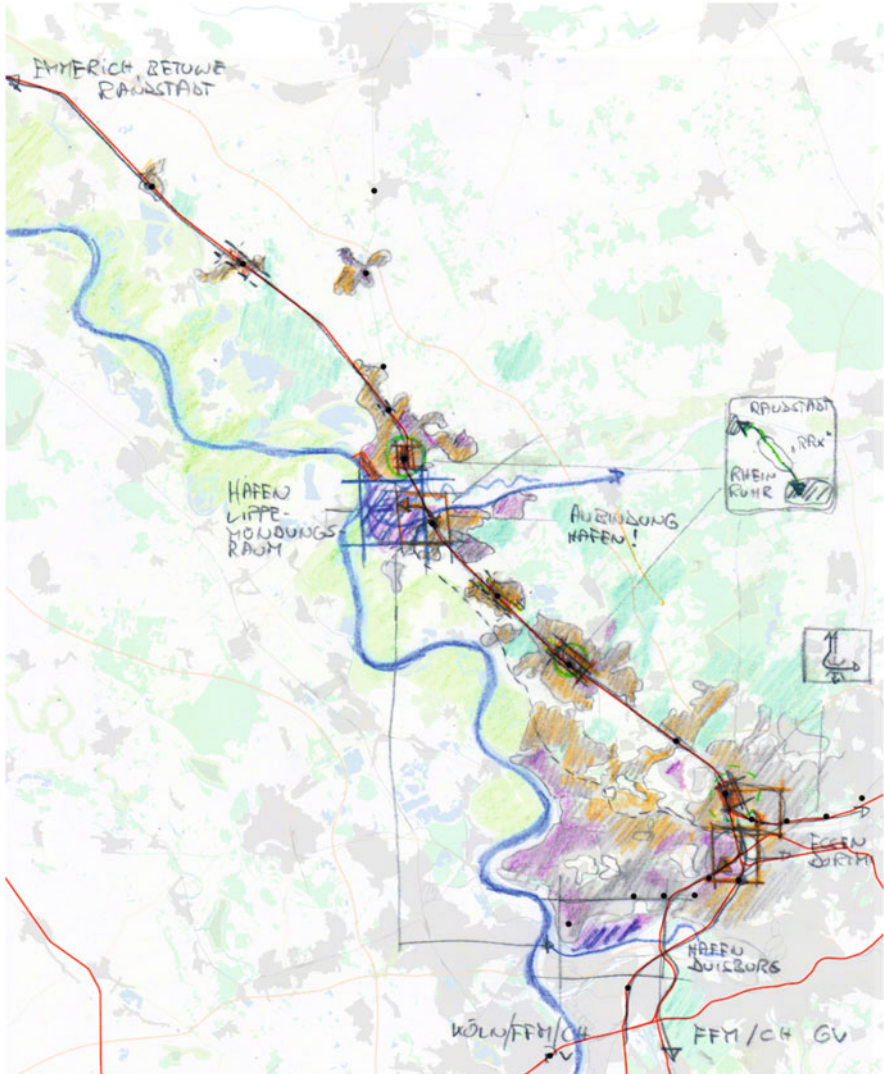 EMMERICH, BETUWE
RANDSTADT
RANDSTADT
„RRX“
RHEIN
RUHR
HAFEN
LIPPE-
MÜNDUNGS
RAUM
ANBINDUNG
HAFEN!
ESSEN
DORTM
HAFEN
DUISBURG
KÖLN/FFM/CH
FFM/CH GV